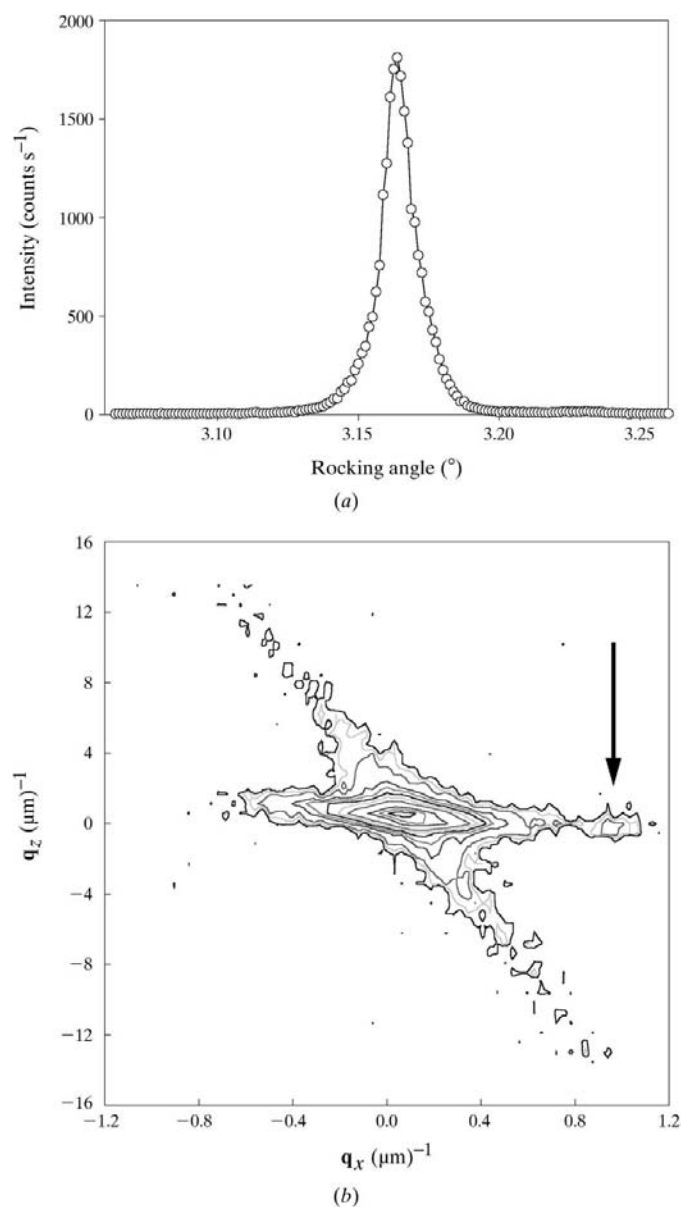 2000
1500
1000
500
0
Intensity (counts s⁻¹)
3.10 3.15 3.20 3.25
Rocking angle (°)
(a)
16
12
8
4
0
−4
−8
−12
−16
q_z (μm)⁻¹
−1.2 −0.8 −0.4 0.0 0.4 0.8 1.2
q_x (μm)⁻¹
(b)